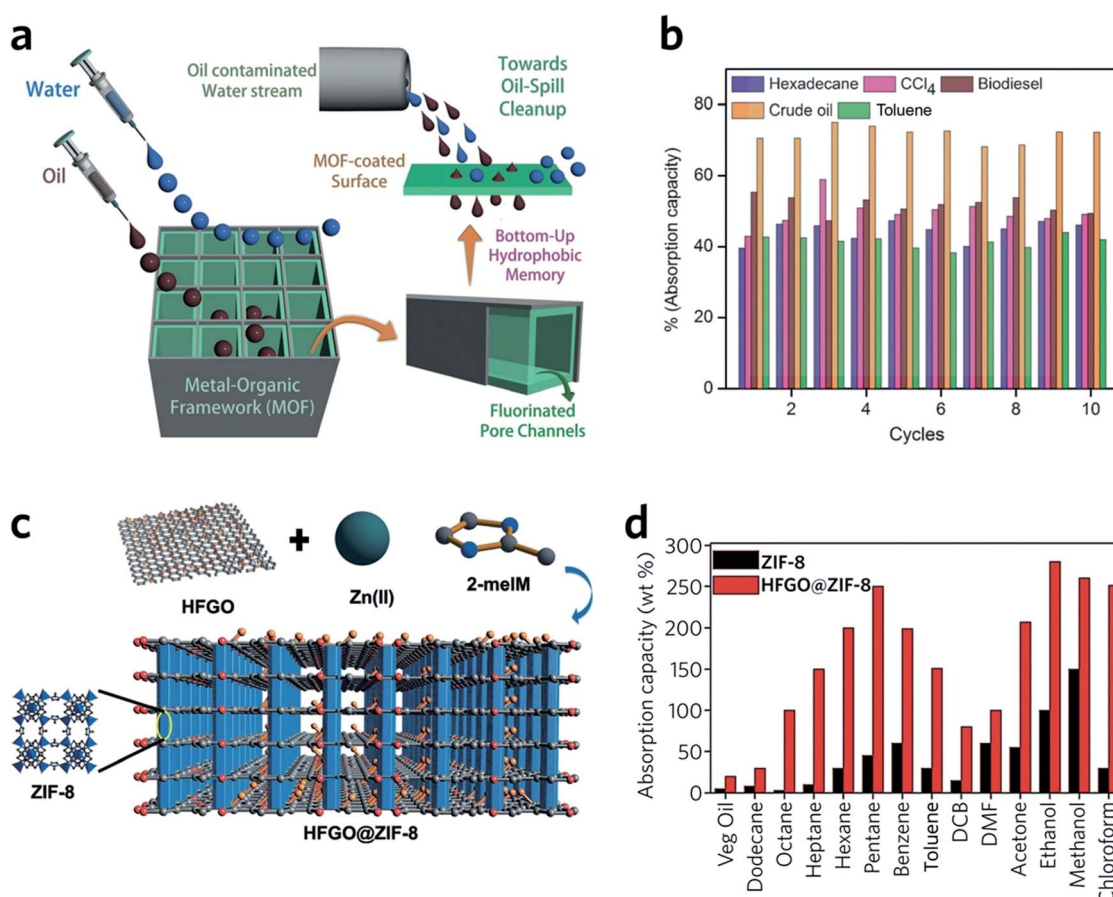 a
Water
Oil
Oil contaminated
Water stream
Towards
Oil-Spill
Cleanup
MOF-coated
Surface
Bottom-Up
Hydrophobic
Memory
Metal-Organic
Framework (MOF)
Fluorinated
Pore Channels
b
Hexadecane CCl4 Biodiesel
Crude oil Toluene
% (Absorption capacity)
80
60
40
20
0
2 4 6 8 10
Cycles
c
HFGO
+
Zn(II)
2-meIM
ZIF-8
HFGO@ZIF-8
d
ZIF-8
HFGO@ZIF-8
Absorption capacity (wt %)
300
250
200
150
100
50
0
Veg Oil
Dodecane
Octane
Heptane
Hexane
Pentane
Benzene
Toluene
DCB
DMF
Acetone
Ethanol
Methanol
Chloroform